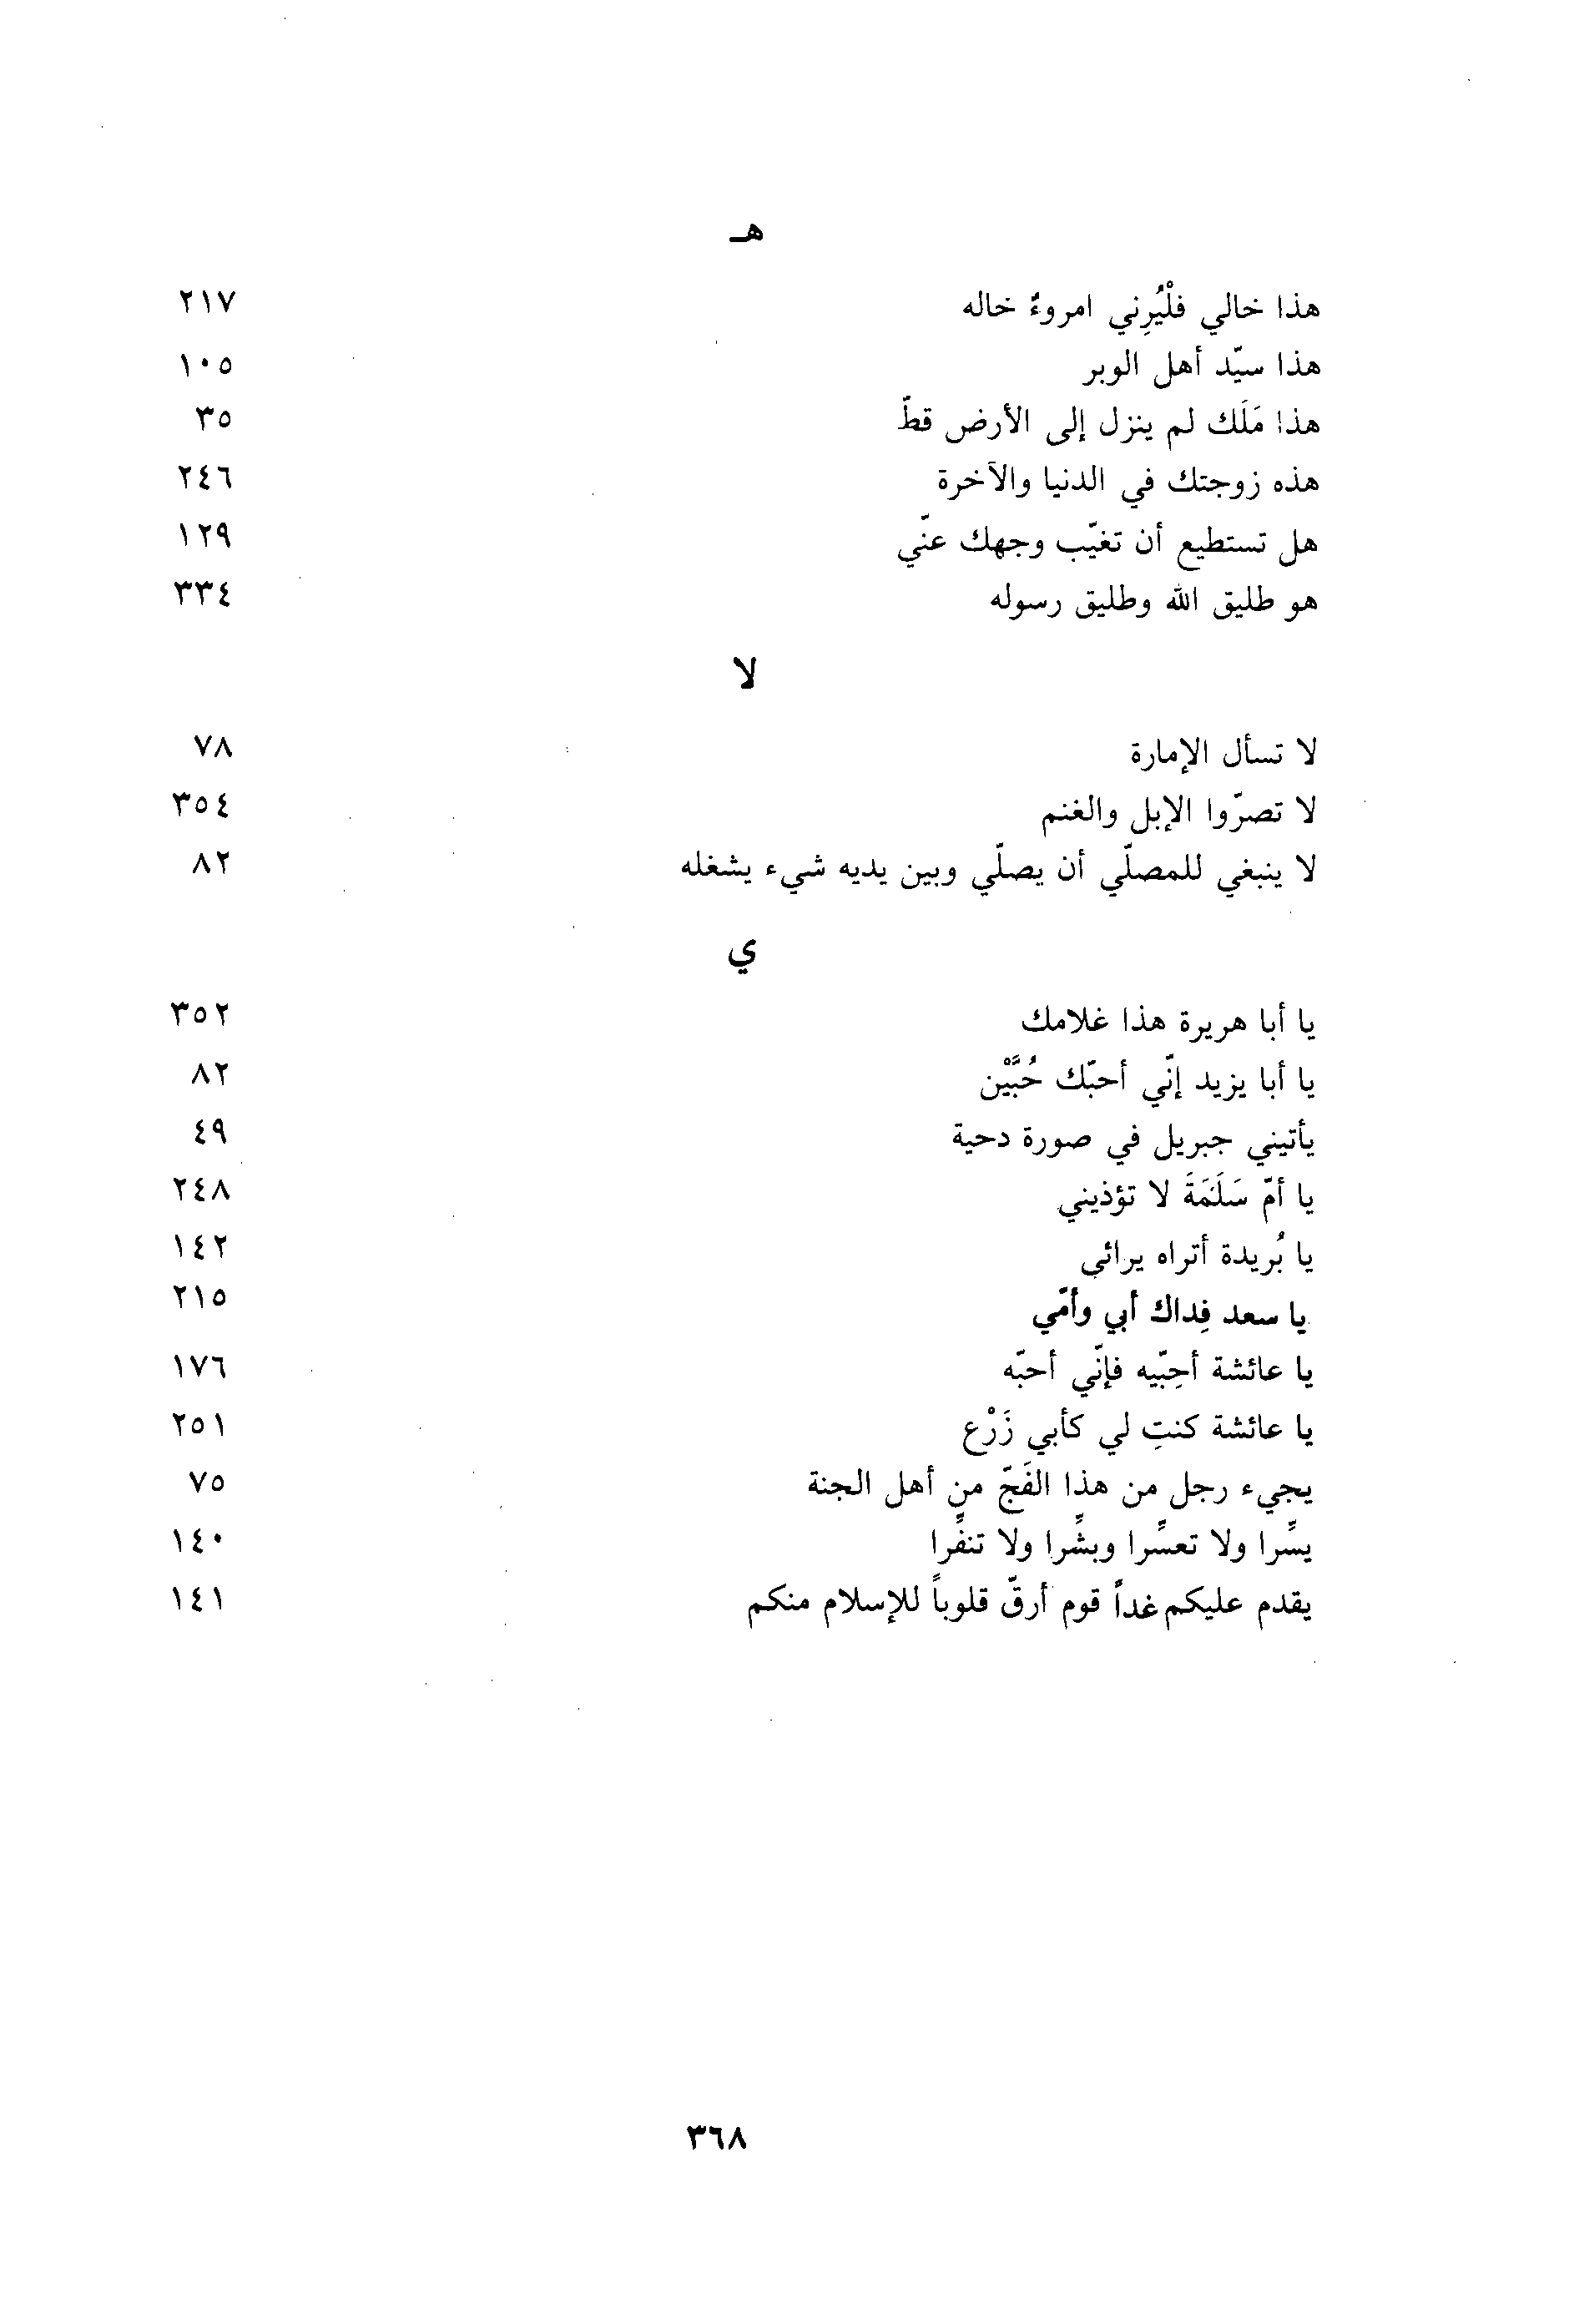 هـ
هذا خالي فلْيُرِني امروءٌ خاله ٢١٧
هذا سيّد أهل الوبر ١٠٥
هذا مَلَك لم ينزل إلى الأرض قطّ ٣٥
هذه زوجتك في الدنيا والآخرة ٢٤٦
هل تستطيع أن تغيّب وجهك عنّي ١٢٩
هو طليق الله وطليق رسوله ٣٣٤
لا
لا تسأل الإمارة ٧٨
لا تصرّوا الإبل والغنم ٣٥٤
لا ينبغي للمصلّي أن يصلّي وبين يديه شيء يشغله ٨٢
ي
يا أبا هريرة هذا غلامك ٣٥٢
يا أبا يزيد إنّي أحبّك حُبَّيْن ٨٢
يأتيني جبريل في صورة دحية ٤٩
يا أمّ سَلَمَةَ لا تؤذيني ٢٤٨
يا بُريدة أتراه يرائي ١٤٢
يا سعد فِداك أبي وأمّي ٢١٥
يا عائشة أحِبّيه فإنّي أحبّه ١٧٦
يا عائشة كنتِ لي كأبي زَرْع ٢٥١
يجيء رجل من هذا الفَجّ من أهل الجنة ٧٥
يسِّرا ولا تعسِّرا وبشِّرا ولا تنفِّرا ١٤٠
يقدم عليكم غداً قوم أرقّ قلوباً للإسلام منكم ١٤١
٣٦٨